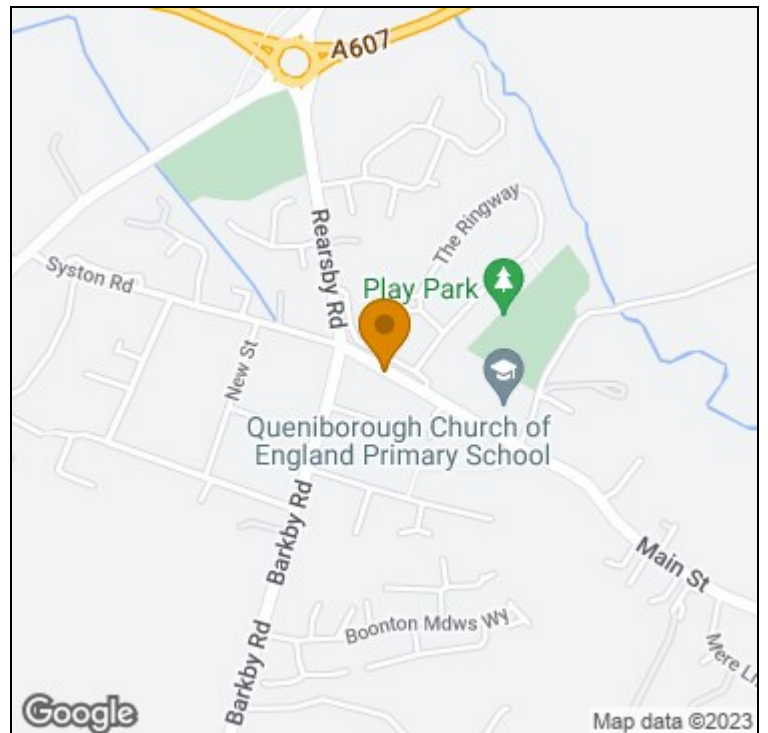 A607
The Ringway
Rearsby Rd
Syston Rd
Play Park
New St
Queniborough Church of
England Primary School
Barkby Rd
Main St
Boonton Mdws Wy
Mere Ln
Barkby Rd
Google
Map data ©2023